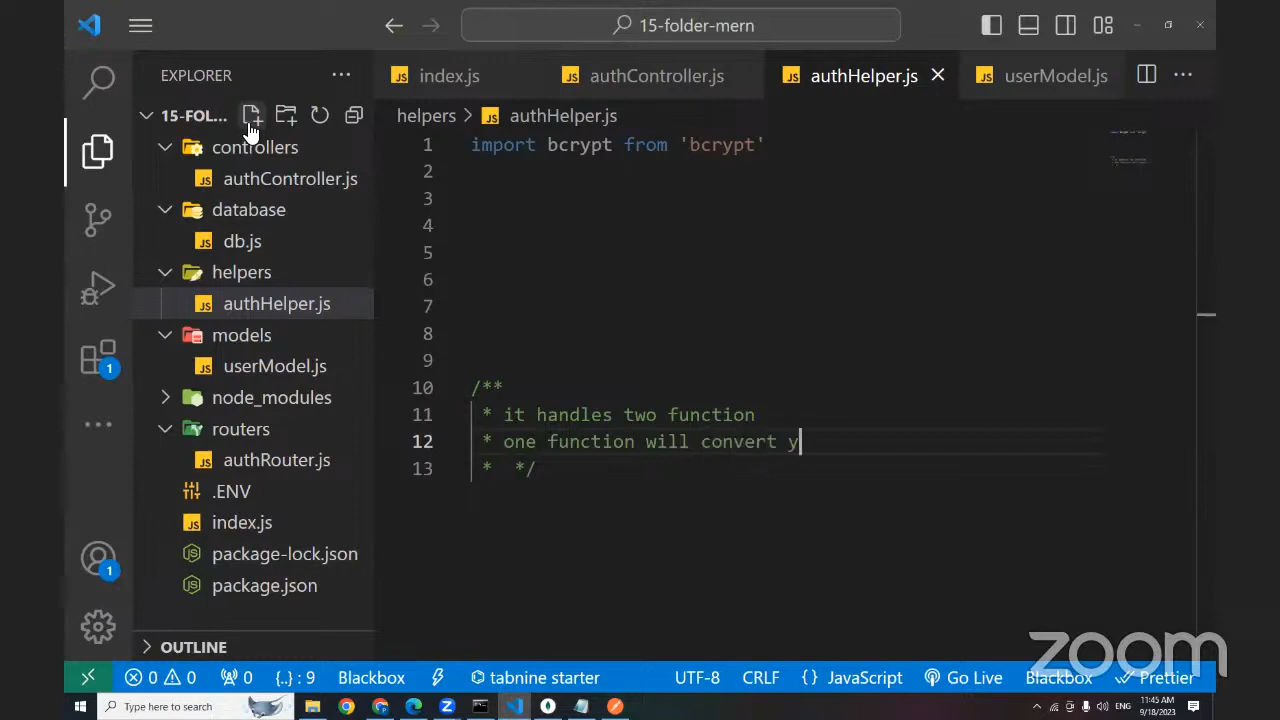 15-folder-mern
EXPLORER
index.js
authController.js
authHelper.js
userModel.js
15-FOL...
helpers
authHelper.js
controllers
authController.js
database
db.js
helpers
authHelper.js
models
userModel.js
node_modules
routers
authRouter.js
.ENV
index.js
package-lock.json
package.json
OUTLINE
1 import bcrypt from 'bcrypt'
2
3
4
5
6
7
8
9
10 /**
11 * it handles two function
12 * one function will convert y
13 * */
1
1
zoom
0 0 0 {..} : 9 Blackbox tabnine starter UTF-8 CRLF { } JavaScript Go Live Blackbox Prettier
Type here to search
11:45 AM
9/18/2023